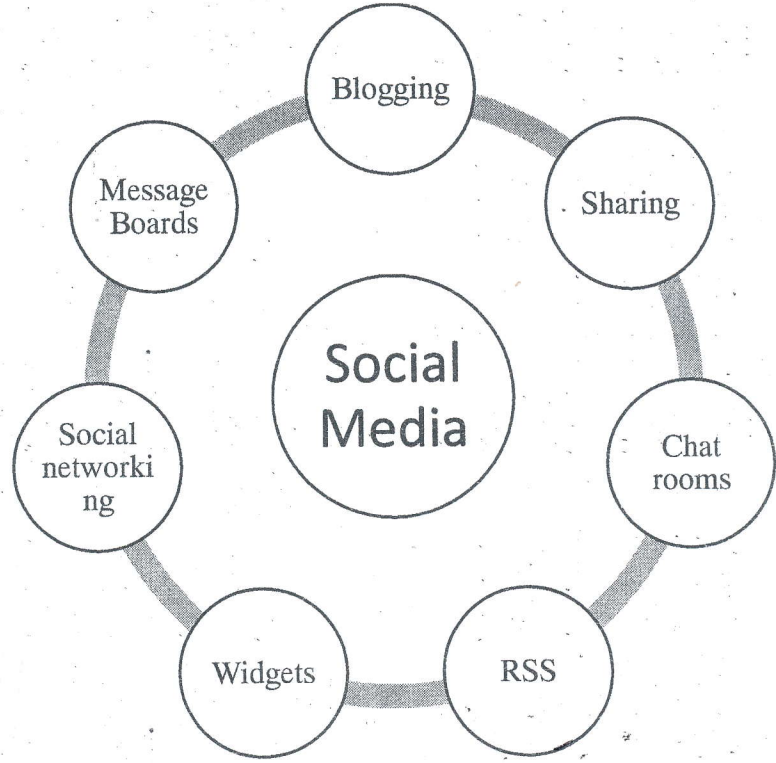 Blogging
Message
Boards
Sharing
Social
Media
Social
networki
ng
Chat
rooms
Widgets
RSS